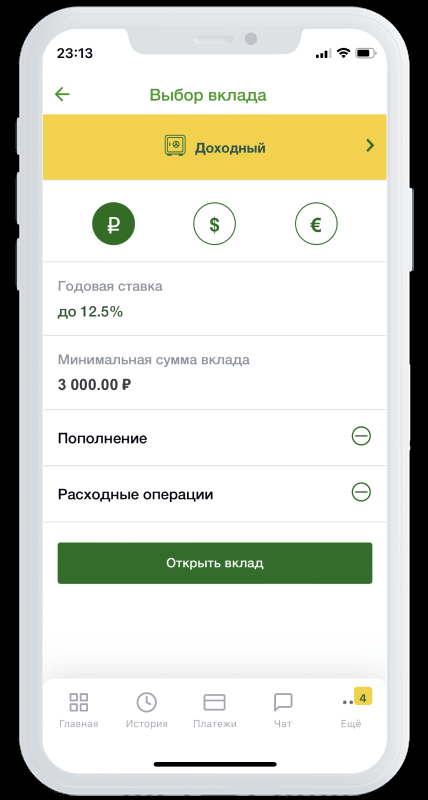 23:13
Выбор вклада
Доходный
₽ $ €
Годовая ставка
до 12.5%
Минимальная сумма вклада
3 000.00 ₽
Пополнение
Расходные операции
Открыть вклад
4
Главная История Платежи Чат Ещё